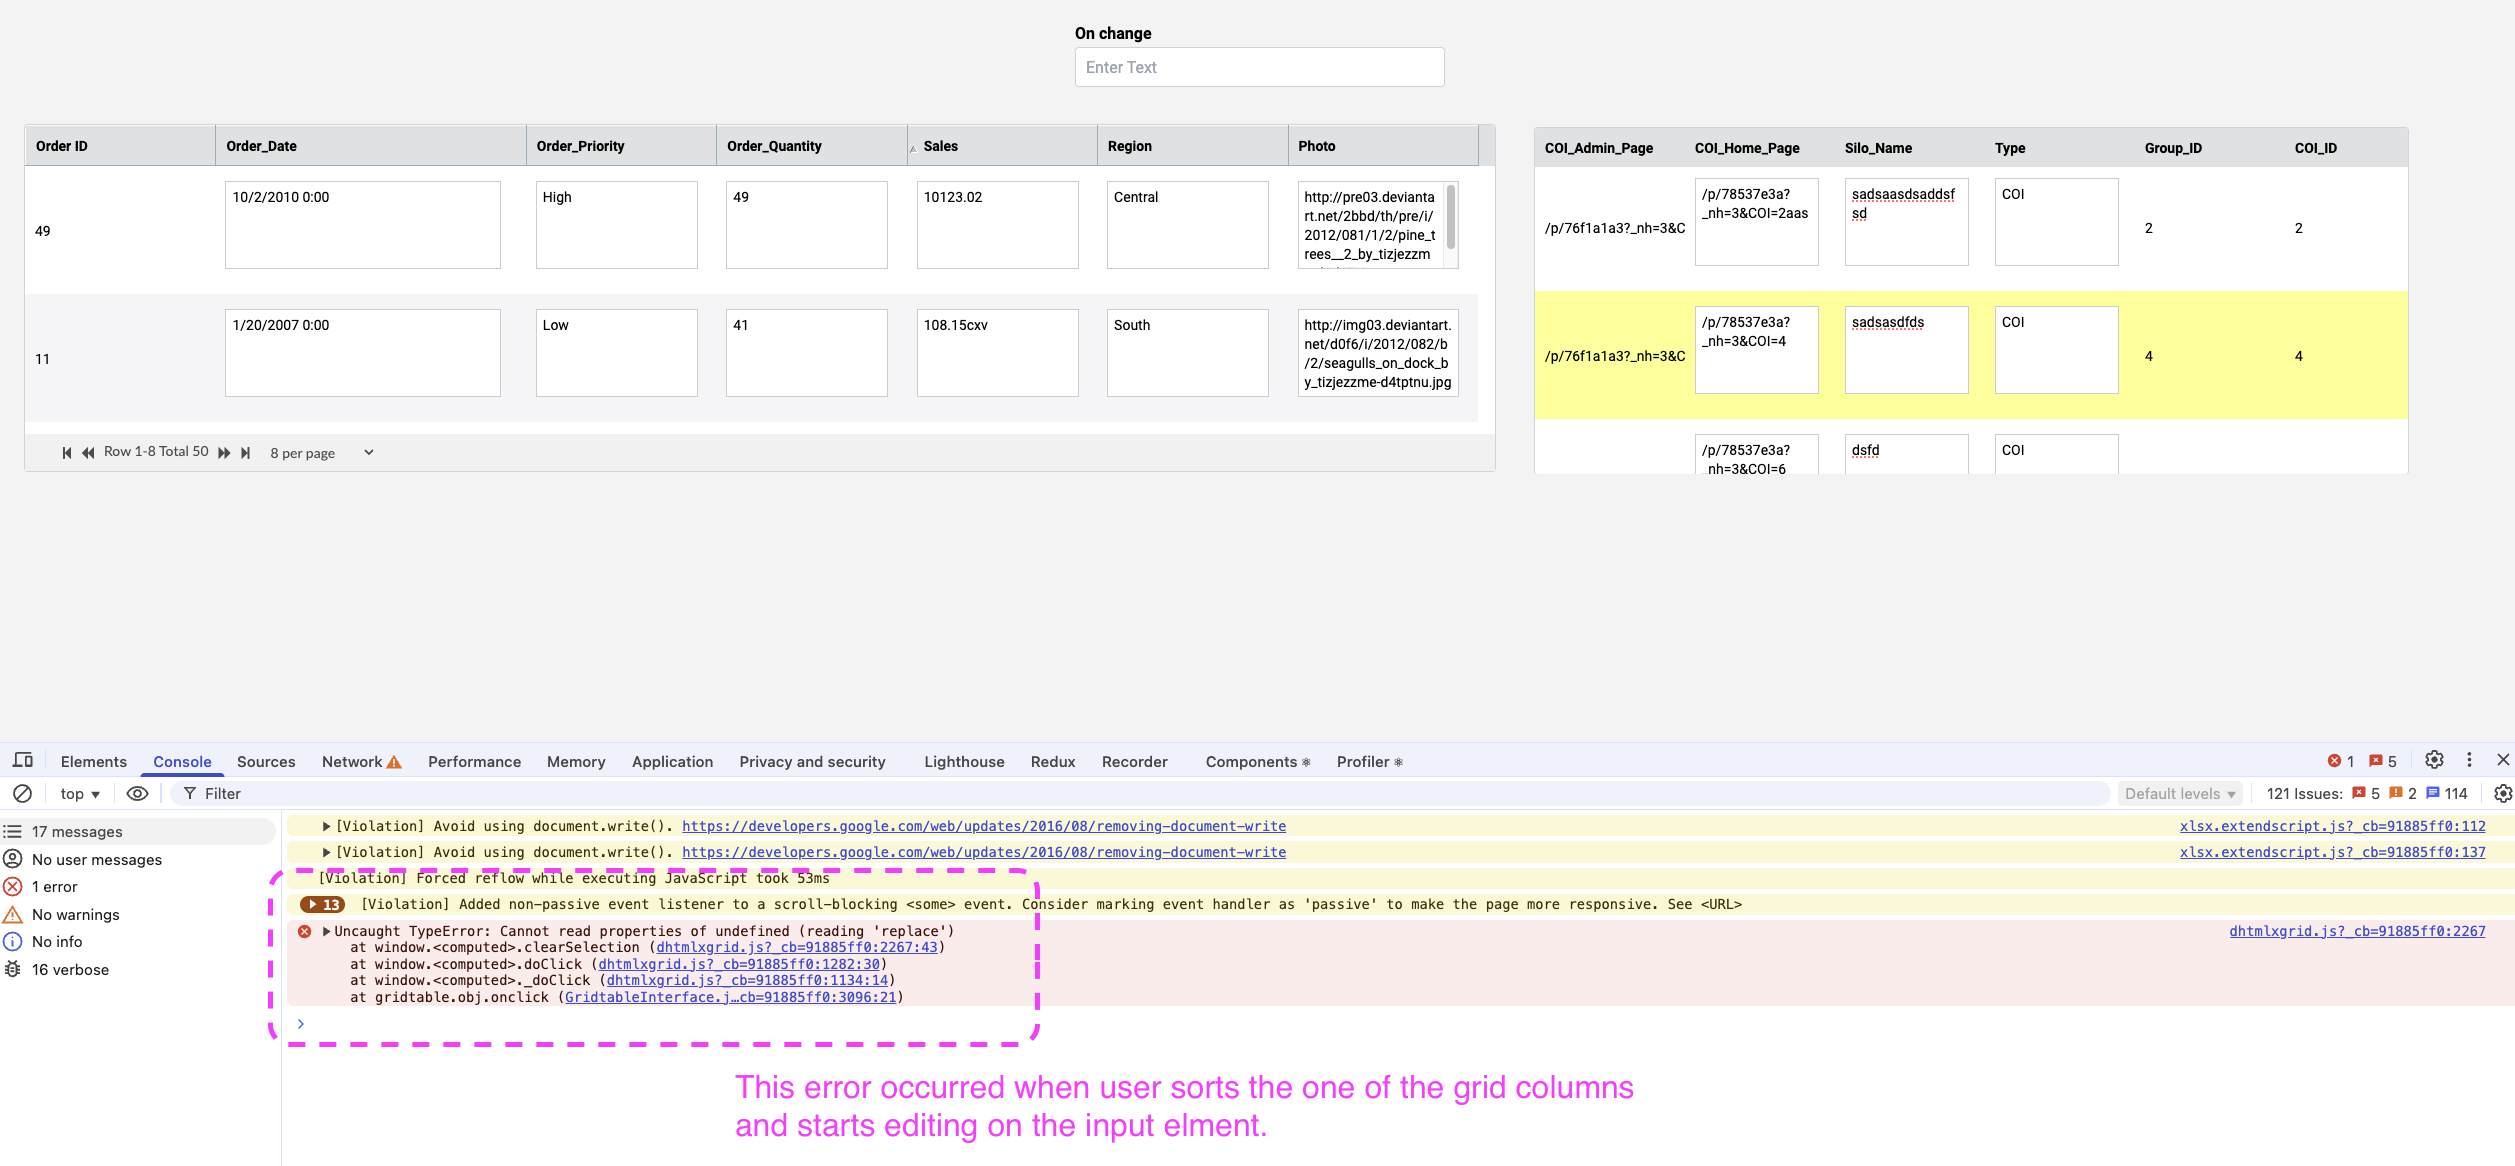 On change
Enter Text
Order ID Order_Date Order_Priority Order_Quantity Sales Region Photo
49 10/2/2010 0:00 High 49 10123.02 Central http://pre03.devianta
art.net/2bbd/th/pre/i/
2012/081/1/2/pine_t
rees__2_by_tizjezzm
11 1/20/2007 0:00 Low 41 108.15cxv South http://img03.deviantart.
net/d0f6/i/2012/082/b
/2/seagulls_on_dock_b
y_tizjezzme-d4tptnu.jpg
Row 1-8 Total 50 8 per page
COI_Admin_Page COI_Home_Page Silo_Name Type Group_ID COI_ID
/p/76f1a1a3?_nh=3&C /p/78537e3a? sadsaasdsaddsf COI 2 2
_nh=3&COI=2aas sd
/p/76f1a1a3?_nh=3&C /p/78537e3a? sadsasdfds COI 4 4
_nh=3&COI=4
/p/78537e3a? dsfd COI
_nh=3&COI=6
Elements Console Sources Network Performance Memory Application Privacy and security Lighthouse Redux Recorder Components Profiler 1 5
top Filter Default levels 121 Issues: 5 2 114
17 messages
No user messages
1 error
No warnings
No info
16 verbose
[Violation] Avoid using document.write(). https://developers.google.com/web/updates/2016/08/removing-document-write xlsx.extendscript.js?_cb=91885ff0:112
[Violation] Avoid using document.write(). https://developers.google.com/web/updates/2016/08/removing-document-write xlsx.extendscript.js?_cb=91885ff0:137
[Violation] Forced reflow while executing JavaScript took 53ms
13 [Violation] Added non-passive event listener to a scroll-blocking <some> event. Consider marking event handler as 'passive' to make the page more responsive. See <URL>
Uncaught TypeError: Cannot read properties of undefined (reading 'replace') dhtmlxgrid.js?_cb=91885ff0:2267
at window.<computed>.clearSelection (dhtmlxgrid.js?_cb=91885ff0:2267:43)
at window.<computed>.doClick (dhtmlxgrid.js?_cb=91885ff0:1282:30)
at window.<computed>._doClick (dhtmlxgrid.js?_cb=91885ff0:1134:14)
at gridtable.obj.onclick (GridtableInterface.j…cb=91885ff0:3096:21)
This error occurred when user sorts the one of the grid columns
and starts editing on the input elment.